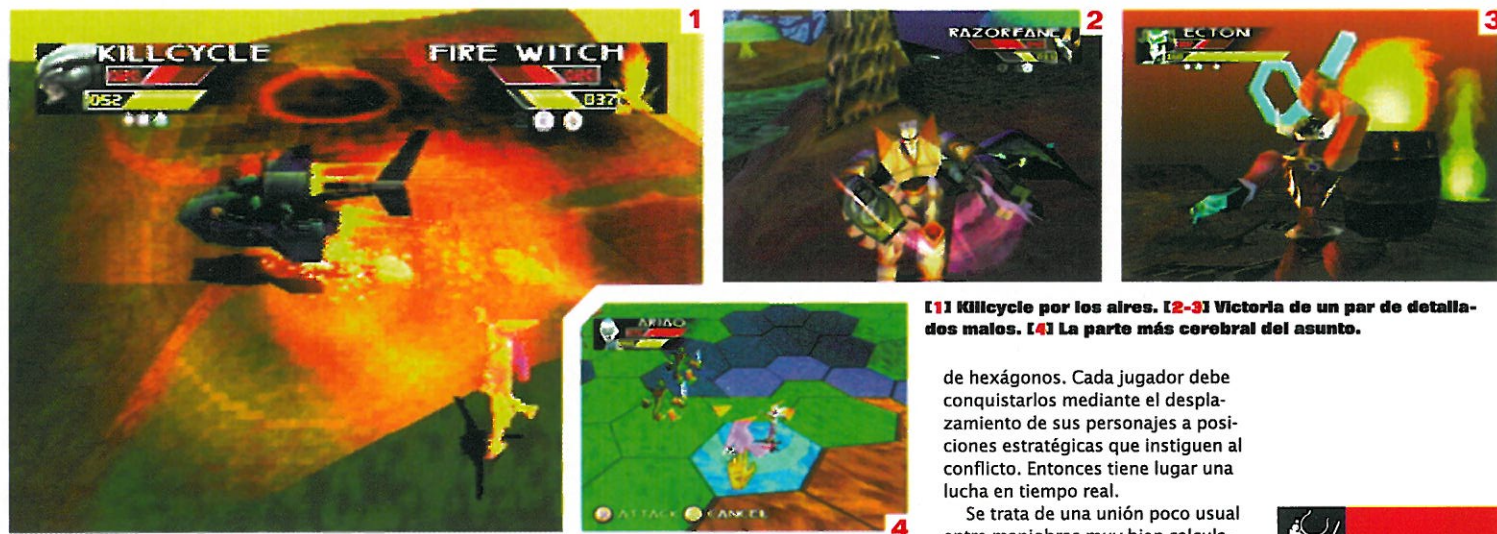 1
KILLCYCLE
FIRE WITCH
052
037
2
3
ECTON
[1] Killcycle por los aires. [2-3] Victoria de un par de detalla-
dos malos. [4] La parte más cerebral del asunto.
ATTACK CANCEL
4
de hexágonos. Cada jugador debe
conquistarlos mediante el despla-
zamiento de sus personajes a posi-
ciones estratégicas que instiguen al
conflicto. Entonces tiene lugar una
lucha en tiempo real.
Se trata de una unión poco usual